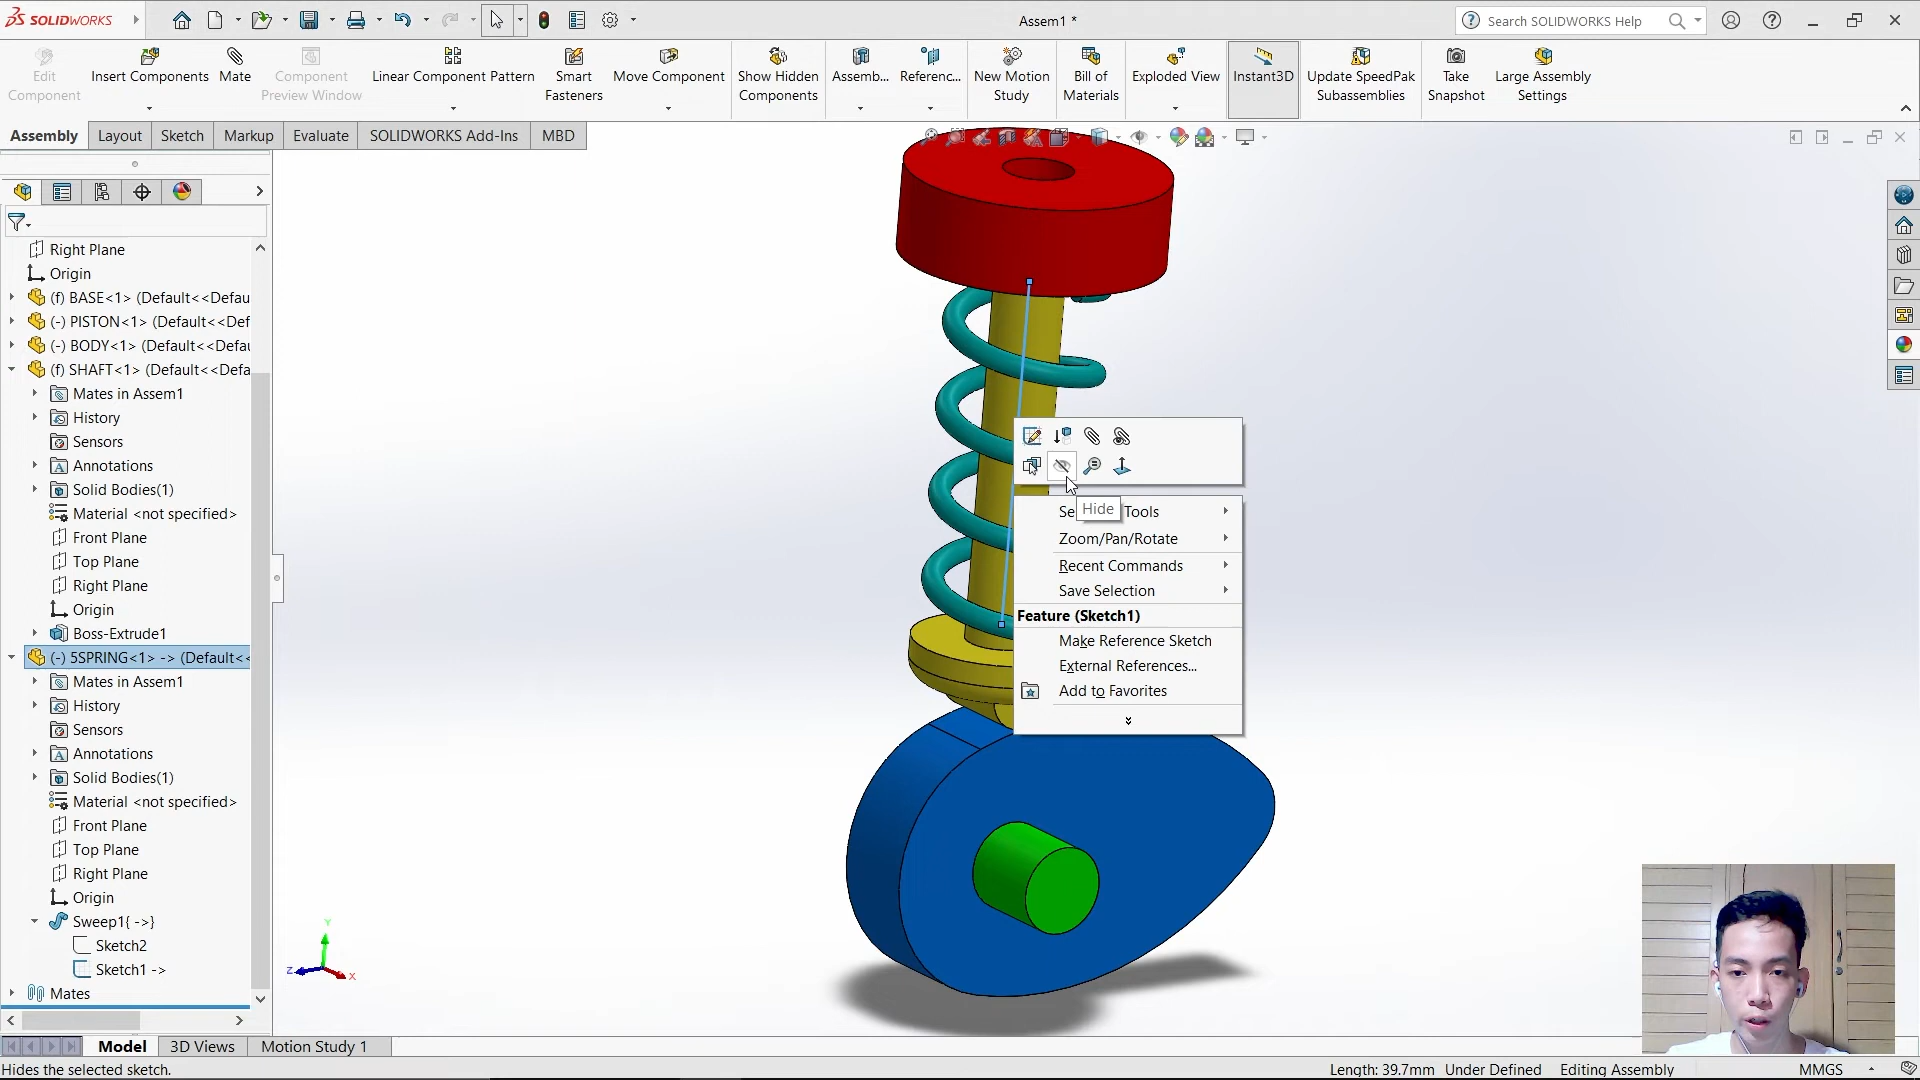 SOLIDWORKS
Assem1 *
Search SOLIDWORKS Help
Edit Component
Insert Components
Mate
Component Preview Window
Linear Component Pattern
Smart Fasteners
Move Component
Show Hidden Components
Assemb...
Referenc...
New Motion Study
Bill of Materials
Exploded View
Instant3D
Update SpeedPak Subassemblies
Take Snapshot
Large Assembly Settings
Assembly
Layout
Sketch
Markup
Evaluate
SOLIDWORKS Add-Ins
MBD
Right Plane
Origin
(f) BASE<1> (Default<<Defau
(-) PISTON<1> (Default<<Def
(-) BODY<1> (Default<<Defau
(f) SHAFT<1> (Default<<Defa
Mates in Assem1
History
Sensors
Annotations
Solid Bodies(1)
Material <not specified>
Front Plane
Top Plane
Right Plane
Origin
Boss-Extrude1
(-) 5SPRING<1> -> (Default<<
Mates in Assem1
History
Sensors
Annotations
Solid Bodies(1)
Material <not specified>
Front Plane
Top Plane
Right Plane
Origin
Sweep1{ ->}
Sketch2
Sketch1 ->
Mates
Hide
Se Tools
Zoom/Pan/Rotate
Recent Commands
Save Selection
Feature (Sketch1)
Make Reference Sketch
External References...
Add to Favorites
Y
Z
X
Model
3D Views
Motion Study 1
Hides the selected sketch.
Length: 39.7mm
Under Defined
Editing Assembly
MMGS